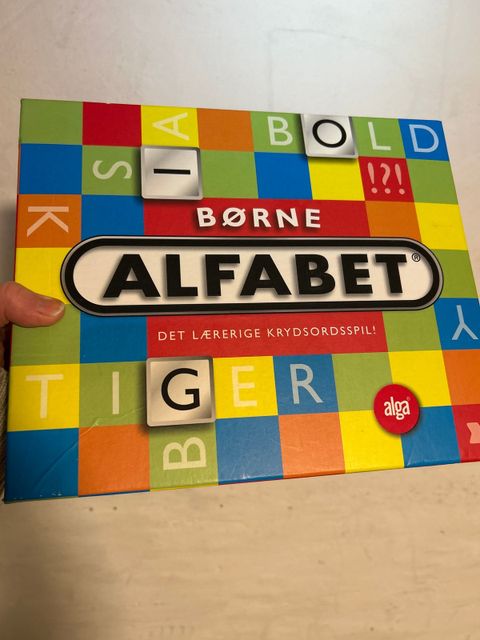 A
BOLD
S
I
!?!
K
BØRNE
ALFABET®
DET LÆRERIGE KRYDSORDSSPIL!
Y
TIGER
alga
B